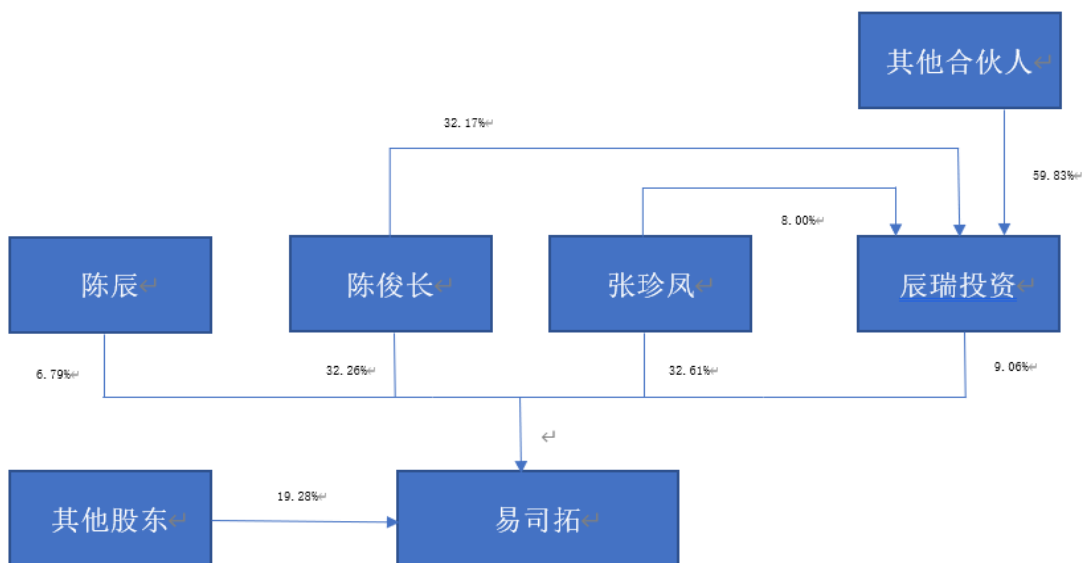 其他合伙人
32.17%
59.83%
8.00%
陈辰
陈俊长
张珍凤
辰瑞投资
6.79%
32.26%
32.61%
9.06%
其他股东
19.28%
易司拓